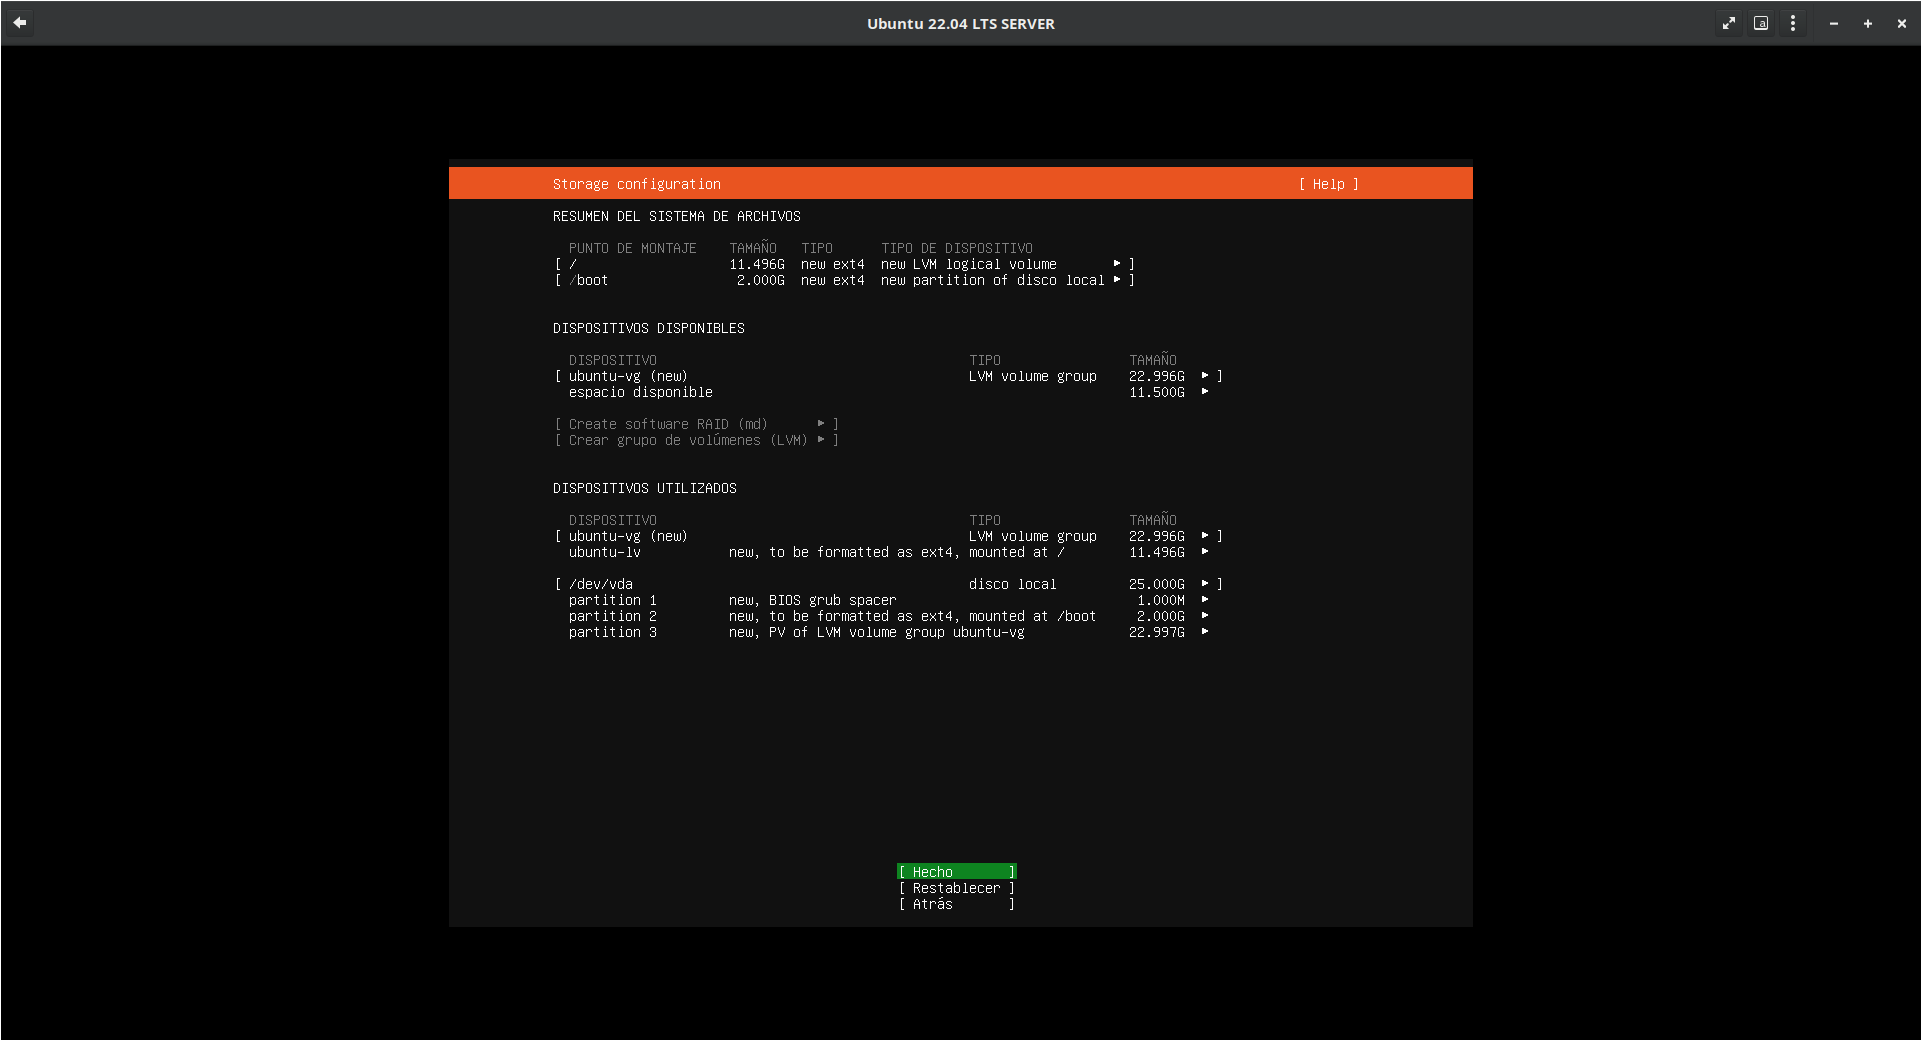 Ubuntu 22.04 LTS SERVER
Storage configuration [ Help ]
RESUMEN DEL SISTEMA DE ARCHIVOS
PUNTO DE MONTAJE TAMAÑO TIPO TIPO DE DISPOSITIVO
[ / 11.496G new ext4 new LVM logical volume ▸ ]
[ /boot 2.000G new ext4 new partition of disco local ▸ ]
DISPOSITIVOS DISPONIBLES
DISPOSITIVO TIPO TAMAÑO
[ ubuntu-vg (new) LVM volume group 22.996G ▸ ]
espacio disponible 11.500G ▸
[ Create software RAID (md) ▸ ]
[ Crear grupo de volúmenes (LVM) ▸ ]
DISPOSITIVOS UTILIZADOS
DISPOSITIVO TIPO TAMAÑO
[ ubuntu-vg (new) LVM volume group 22.996G ▸ ]
ubuntu-lv new, to be formatted as ext4, mounted at / 11.496G ▸
[ /dev/vda disco local 25.000G ▸ ]
partition 1 new, BIOS grub spacer 1.000M ▸
partition 2 new, to be formatted as ext4, mounted at /boot 2.000G ▸
partition 3 new, PV of LVM volume group ubuntu-vg 22.997G ▸
[ Hecho ]
[ Restablecer ]
[ Atrás ]